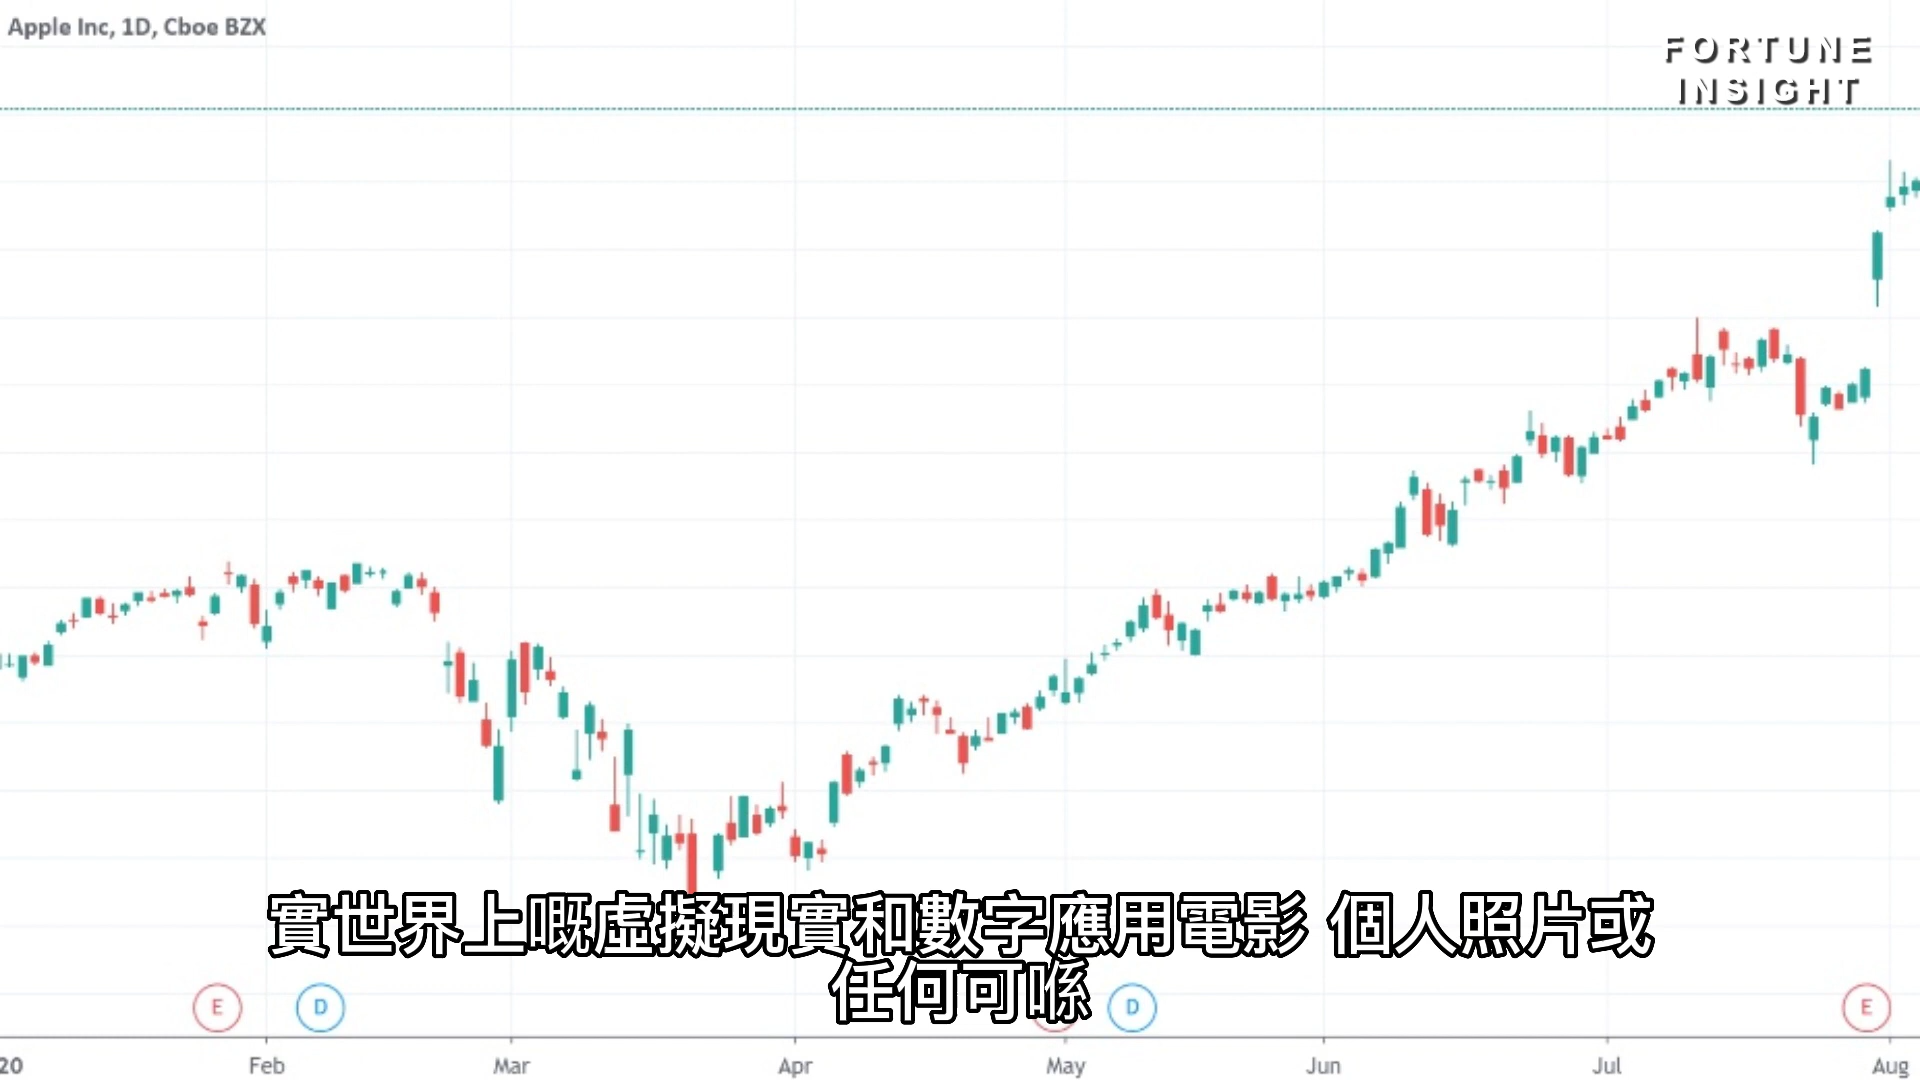 Apple Inc, 1D, Cboe BZX
FORTUNE
INSIGHT
實世界上嘅虛擬現實和數字應用電影 個人照片或
任何可喺
E
D
D
E
20
Feb
Mar
Apr
May
Jun
Jul
Aug